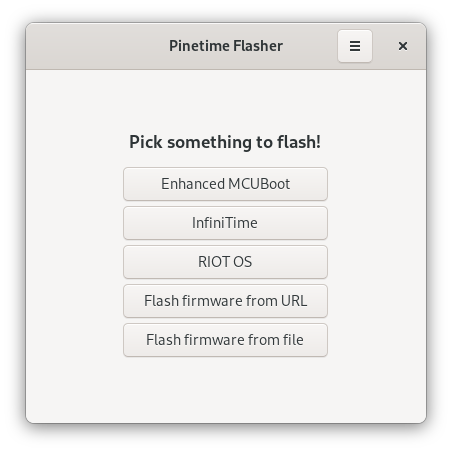 Pinetime Flasher
Pick something to flash!
Enhanced MCUBoot
InfiniTime
RIOT OS
Flash firmware from URL
Flash firmware from file